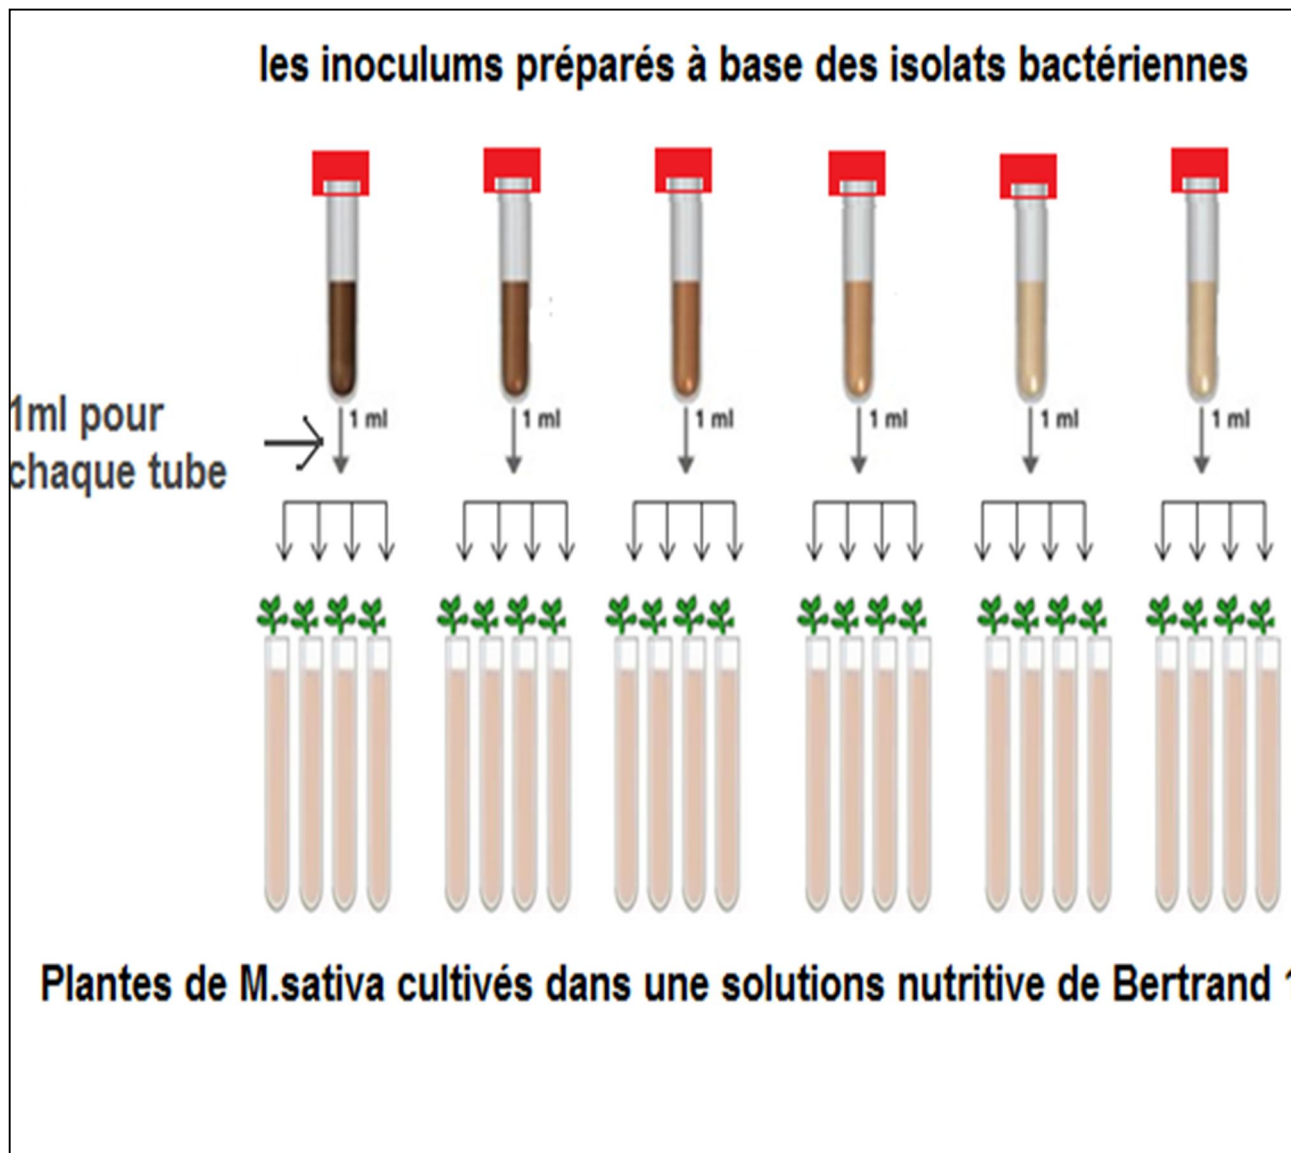 les inoculums préparés à base des isolats bactériennes
1 ml 1 ml 1 ml 1 ml 1 ml 1 ml
1ml pour
chaque tube
Plantes de M.sativa cultivés dans une solutions nutritive de Bertrand